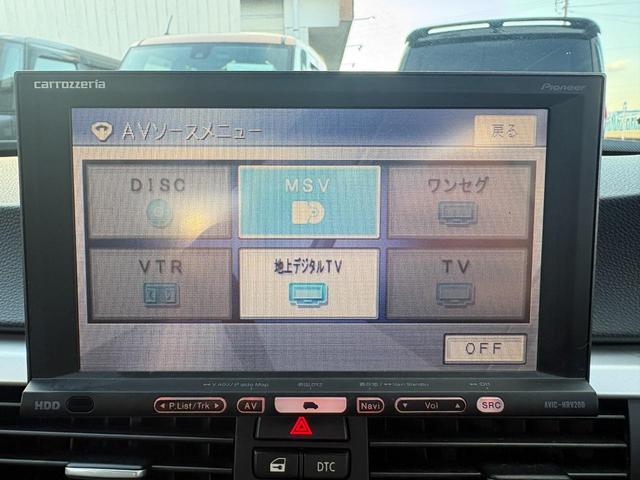 carrozzeria
Pioneer
AVソースメニュー
戻る
DISC
MSV
ワンセグ
VTR
地上デジタルTV
TV
OFF
HDD
◄ P.List/Trk ►
AV
Navi
▼ Vol ▲
SRC
AVIC-HRV200
DTC